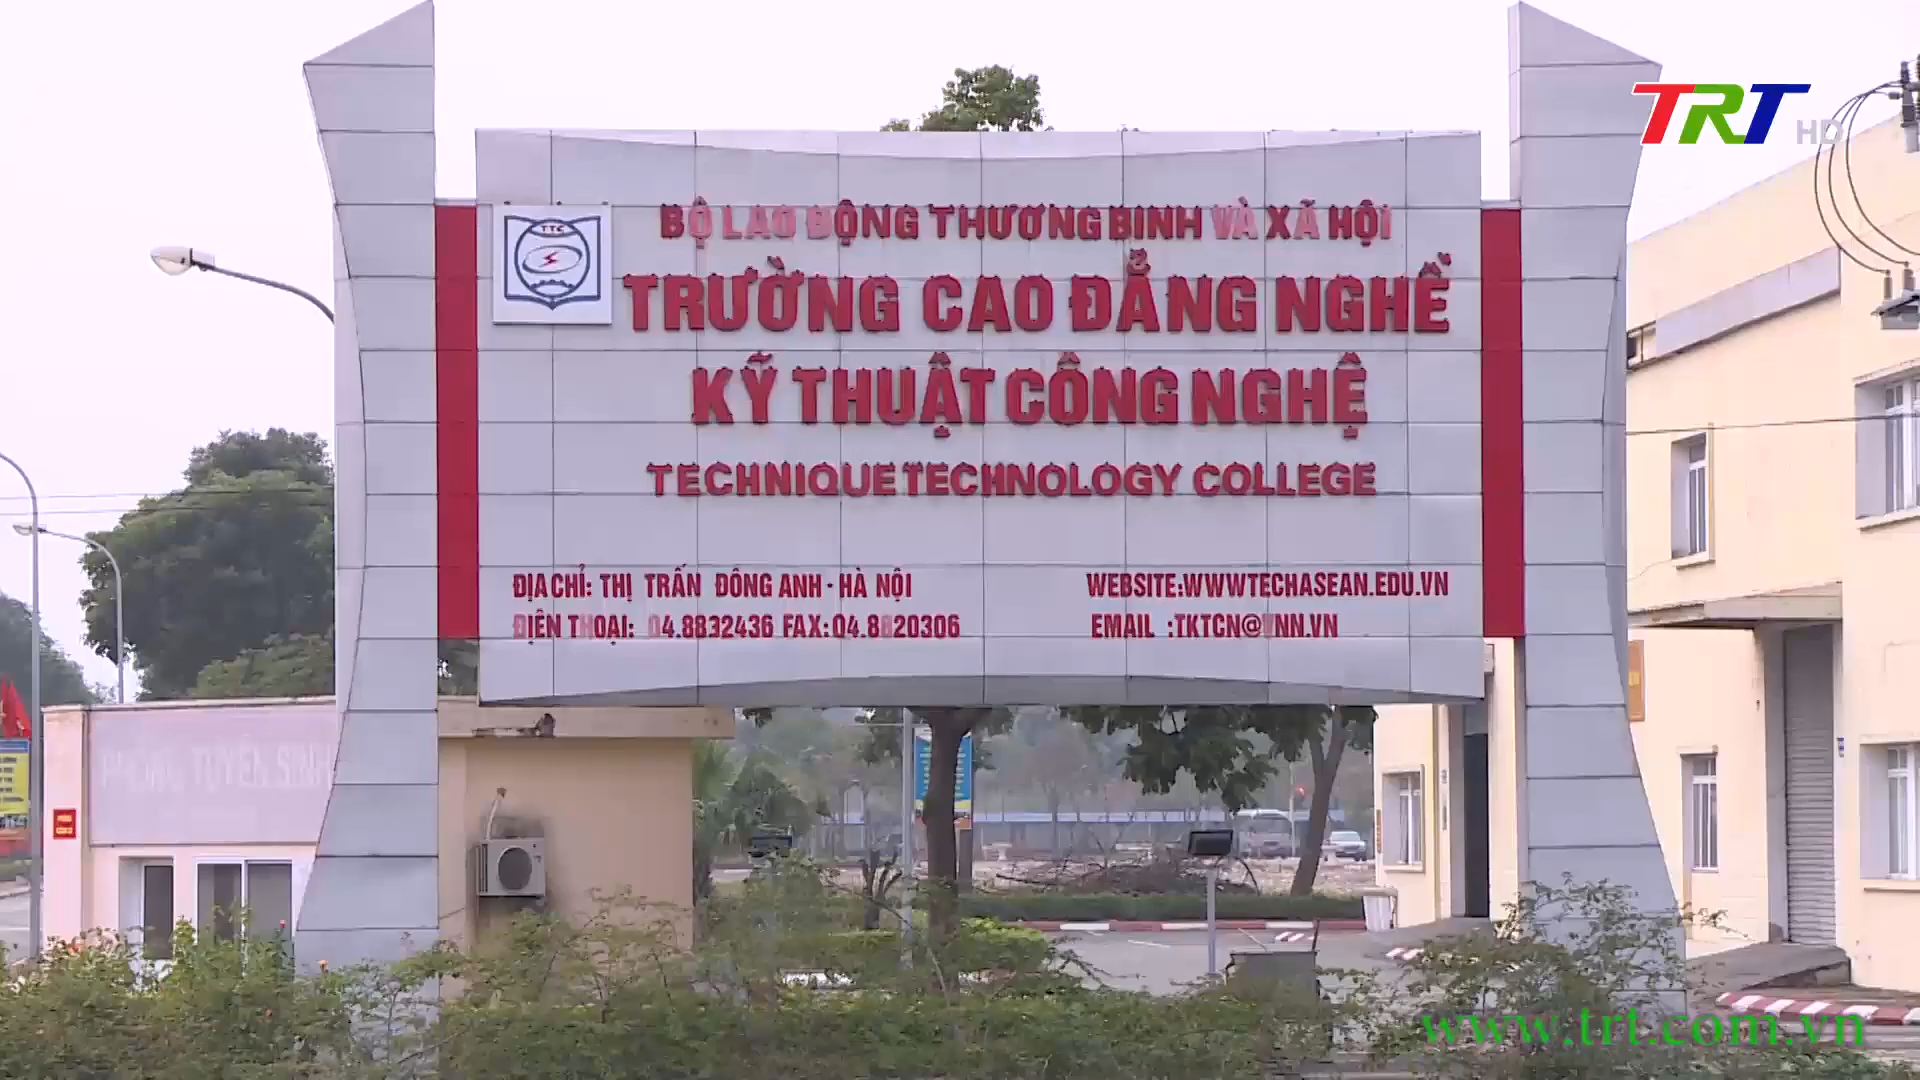 TRT HD
BỘ LAO ĐỘNG THƯƠNG BINH VÀ XÃ HỘI
TTC
TRƯỜNG CAO ĐẲNG NGHỀ
KỸ THUẬT CÔNG NGHỆ
TECHNIQUE TECHNOLOGY COLLEGE
ĐỊA CHỈ: THỊ TRẤN ĐÔNG ANH - HÀ NỘI
ĐIỆN THOẠI: 04.8832436 FAX: 04.8820306
WEBSITE:WWWTECHASEAN.EDU.VN
EMAIL :TKTCN@VNN.VN
PHÒNG TUYỂN SINH
www.trt.com.vn